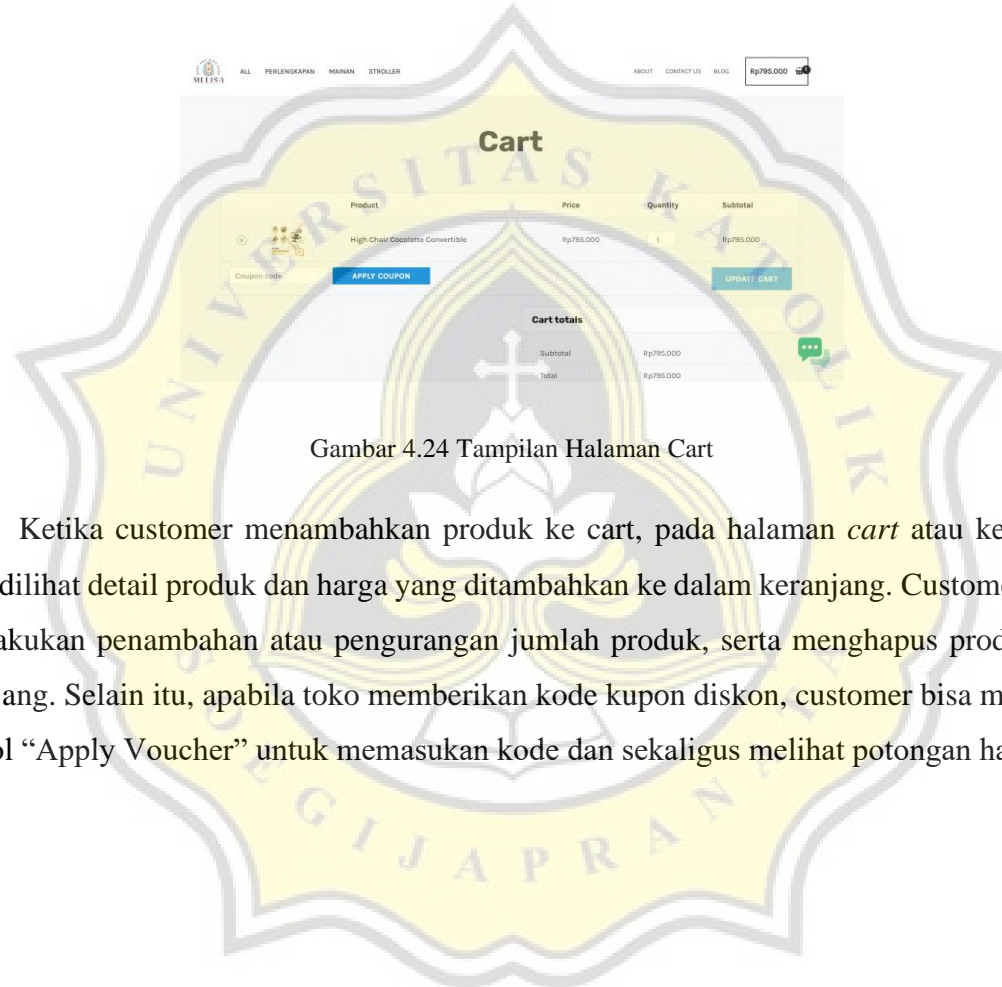 MELISA ALL PERLENGKAPAN MAINAN STROLLER ABOUT CONTACT US BLOG Rp795.000 1
Cart
Product Price Quantity Subtotal
High Chair Cocolatte Convertible Rp795.000 1 Rp795.000
Coupon code APPLY COUPON UPDATE CART
Cart totals
Subtotal Rp795.000
Total Rp795.000
Gambar 4.24 Tampilan Halaman Cart
Ketika customer menambahkan produk ke cart, pada halaman cart atau ke
dilihat detail produk dan harga yang ditambahkan ke dalam keranjang. Custome
akukan penambahan atau pengurangan jumlah produk, serta menghapus prod
ang. Selain itu, apabila toko memberikan kode kupon diskon, customer bisa m
ol “Apply Voucher” untuk memasukan kode dan sekaligus melihat potongan ha
UNIVERSITAS KATOLIK
SOEGIJAPRANATA